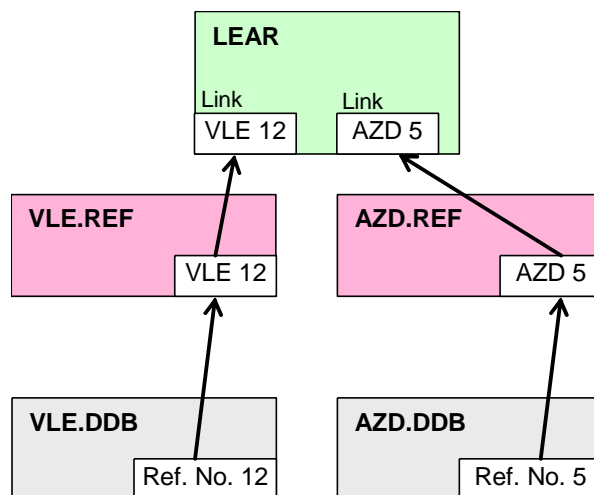 LEAR
Link Link
VLE 12 AZD 5
VLE.REF AZD.REF
VLE 12 AZD 5
VLE.DDB AZD.DDB
Ref. No. 12 Ref. No. 5